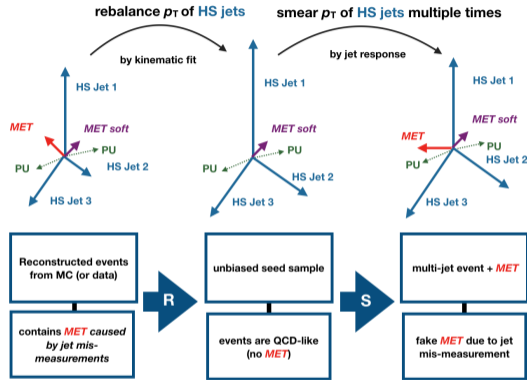 rebalance pT of HS jets
smear pT of HS jets multiple times
by kinematic fit
by jet response
HS Jet 1
MET
MET soft
PU
PU
HS Jet 2
HS Jet 3
HS Jet 1
MET soft
PU
PU
HS Jet 2
HS Jet 3
HS Jet 1
MET soft
MET
PU
PU
HS Jet 2
HS Jet 3
Reconstructed events
from MC (or data)
contains MET caused
by jet mis-
measurements
R
unbiased seed sample
events are QCD-like
(no MET)
S
multi-jet event + MET
fake MET due to jet
mis-measurement